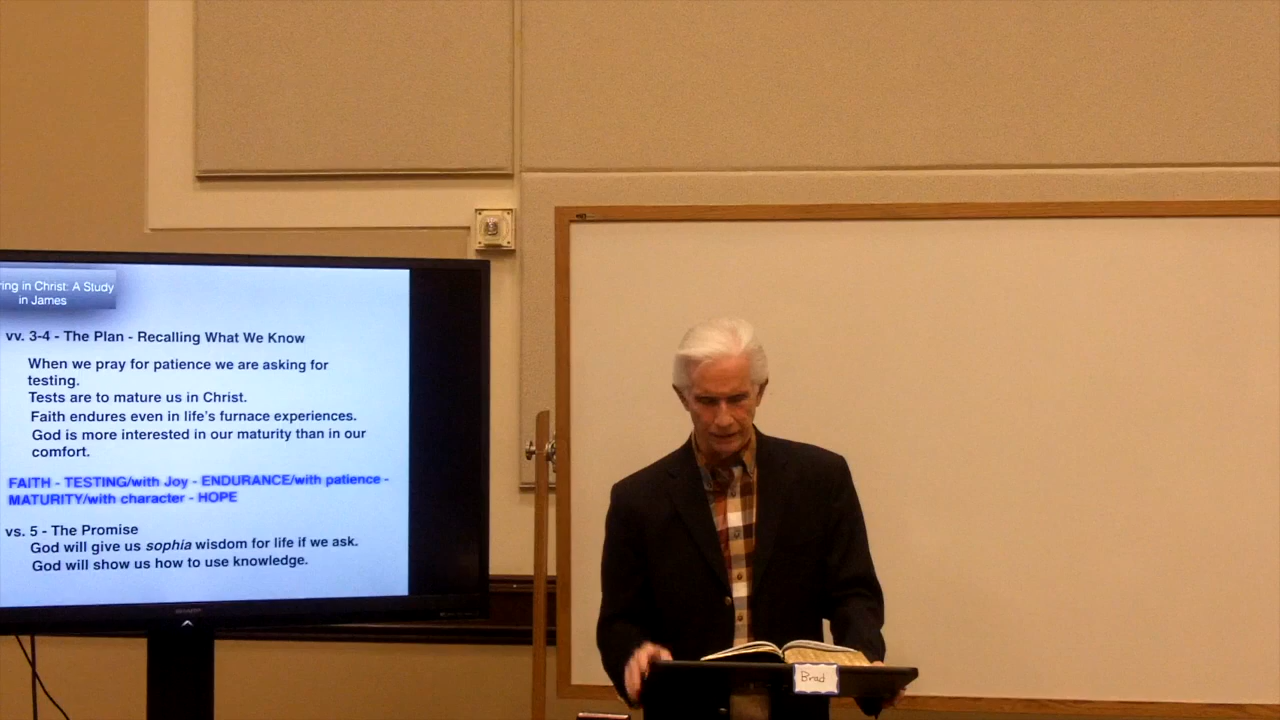 ring in Christ: A Study
in James
vv. 3-4 - The Plan - Recalling What We Know
When we pray for patience we are asking for
testing.
Tests are to mature us in Christ.
Faith endures even in life's furnace experiences.
God is more interested in our maturity than in our
comfort.
FAITH - TESTING/with Joy - ENDURANCE/with patience -
MATURITY/with character - HOPE
vs. 5 - The Promise
God will give us sophia wisdom for life if we ask.
God will show us how to use knowledge.
Brad